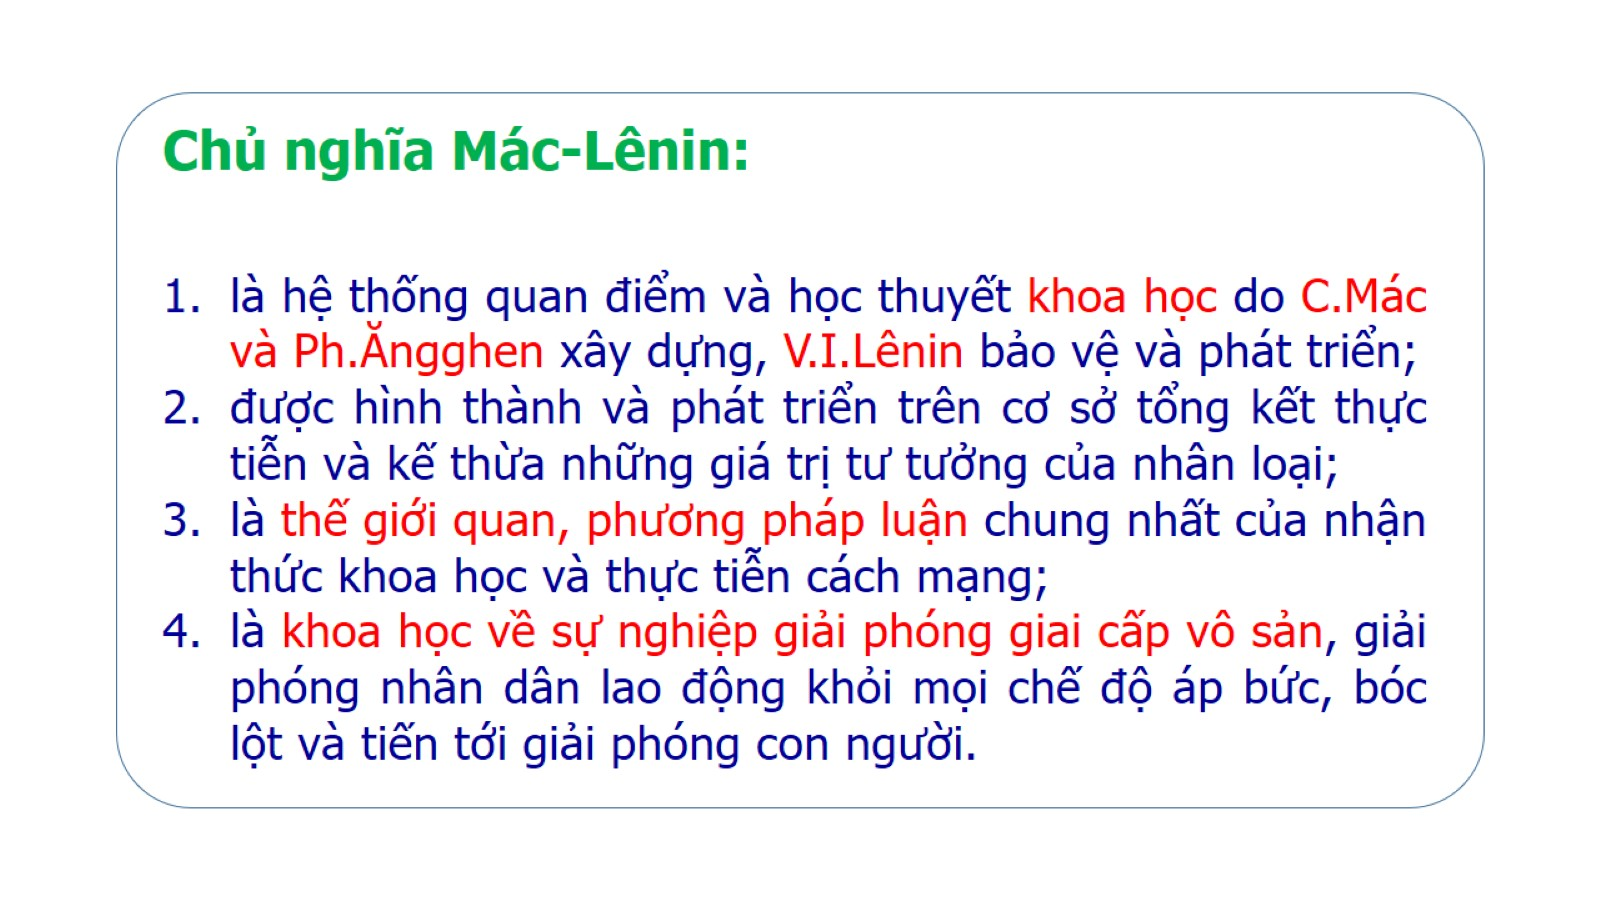 Chủ nghĩa Mác-Lênin:
1. là hệ thống quan điểm và học thuyết khoa học do C.Mác
và Ph.Ăngghen xây dựng, V.I.Lênin bảo vệ và phát triển;
2. được hình thành và phát triển trên cơ sở tổng kết thực
tiễn và kế thừa những giá trị tư tưởng của nhân loại;
3. là thế giới quan, phương pháp luận chung nhất của nhận
thức khoa học và thực tiễn cách mạng;
4. là khoa học về sự nghiệp giải phóng giai cấp vô sản, giải
phóng nhân dân lao động khỏi mọi chế độ áp bức, bóc
lột và tiến tới giải phóng con người.